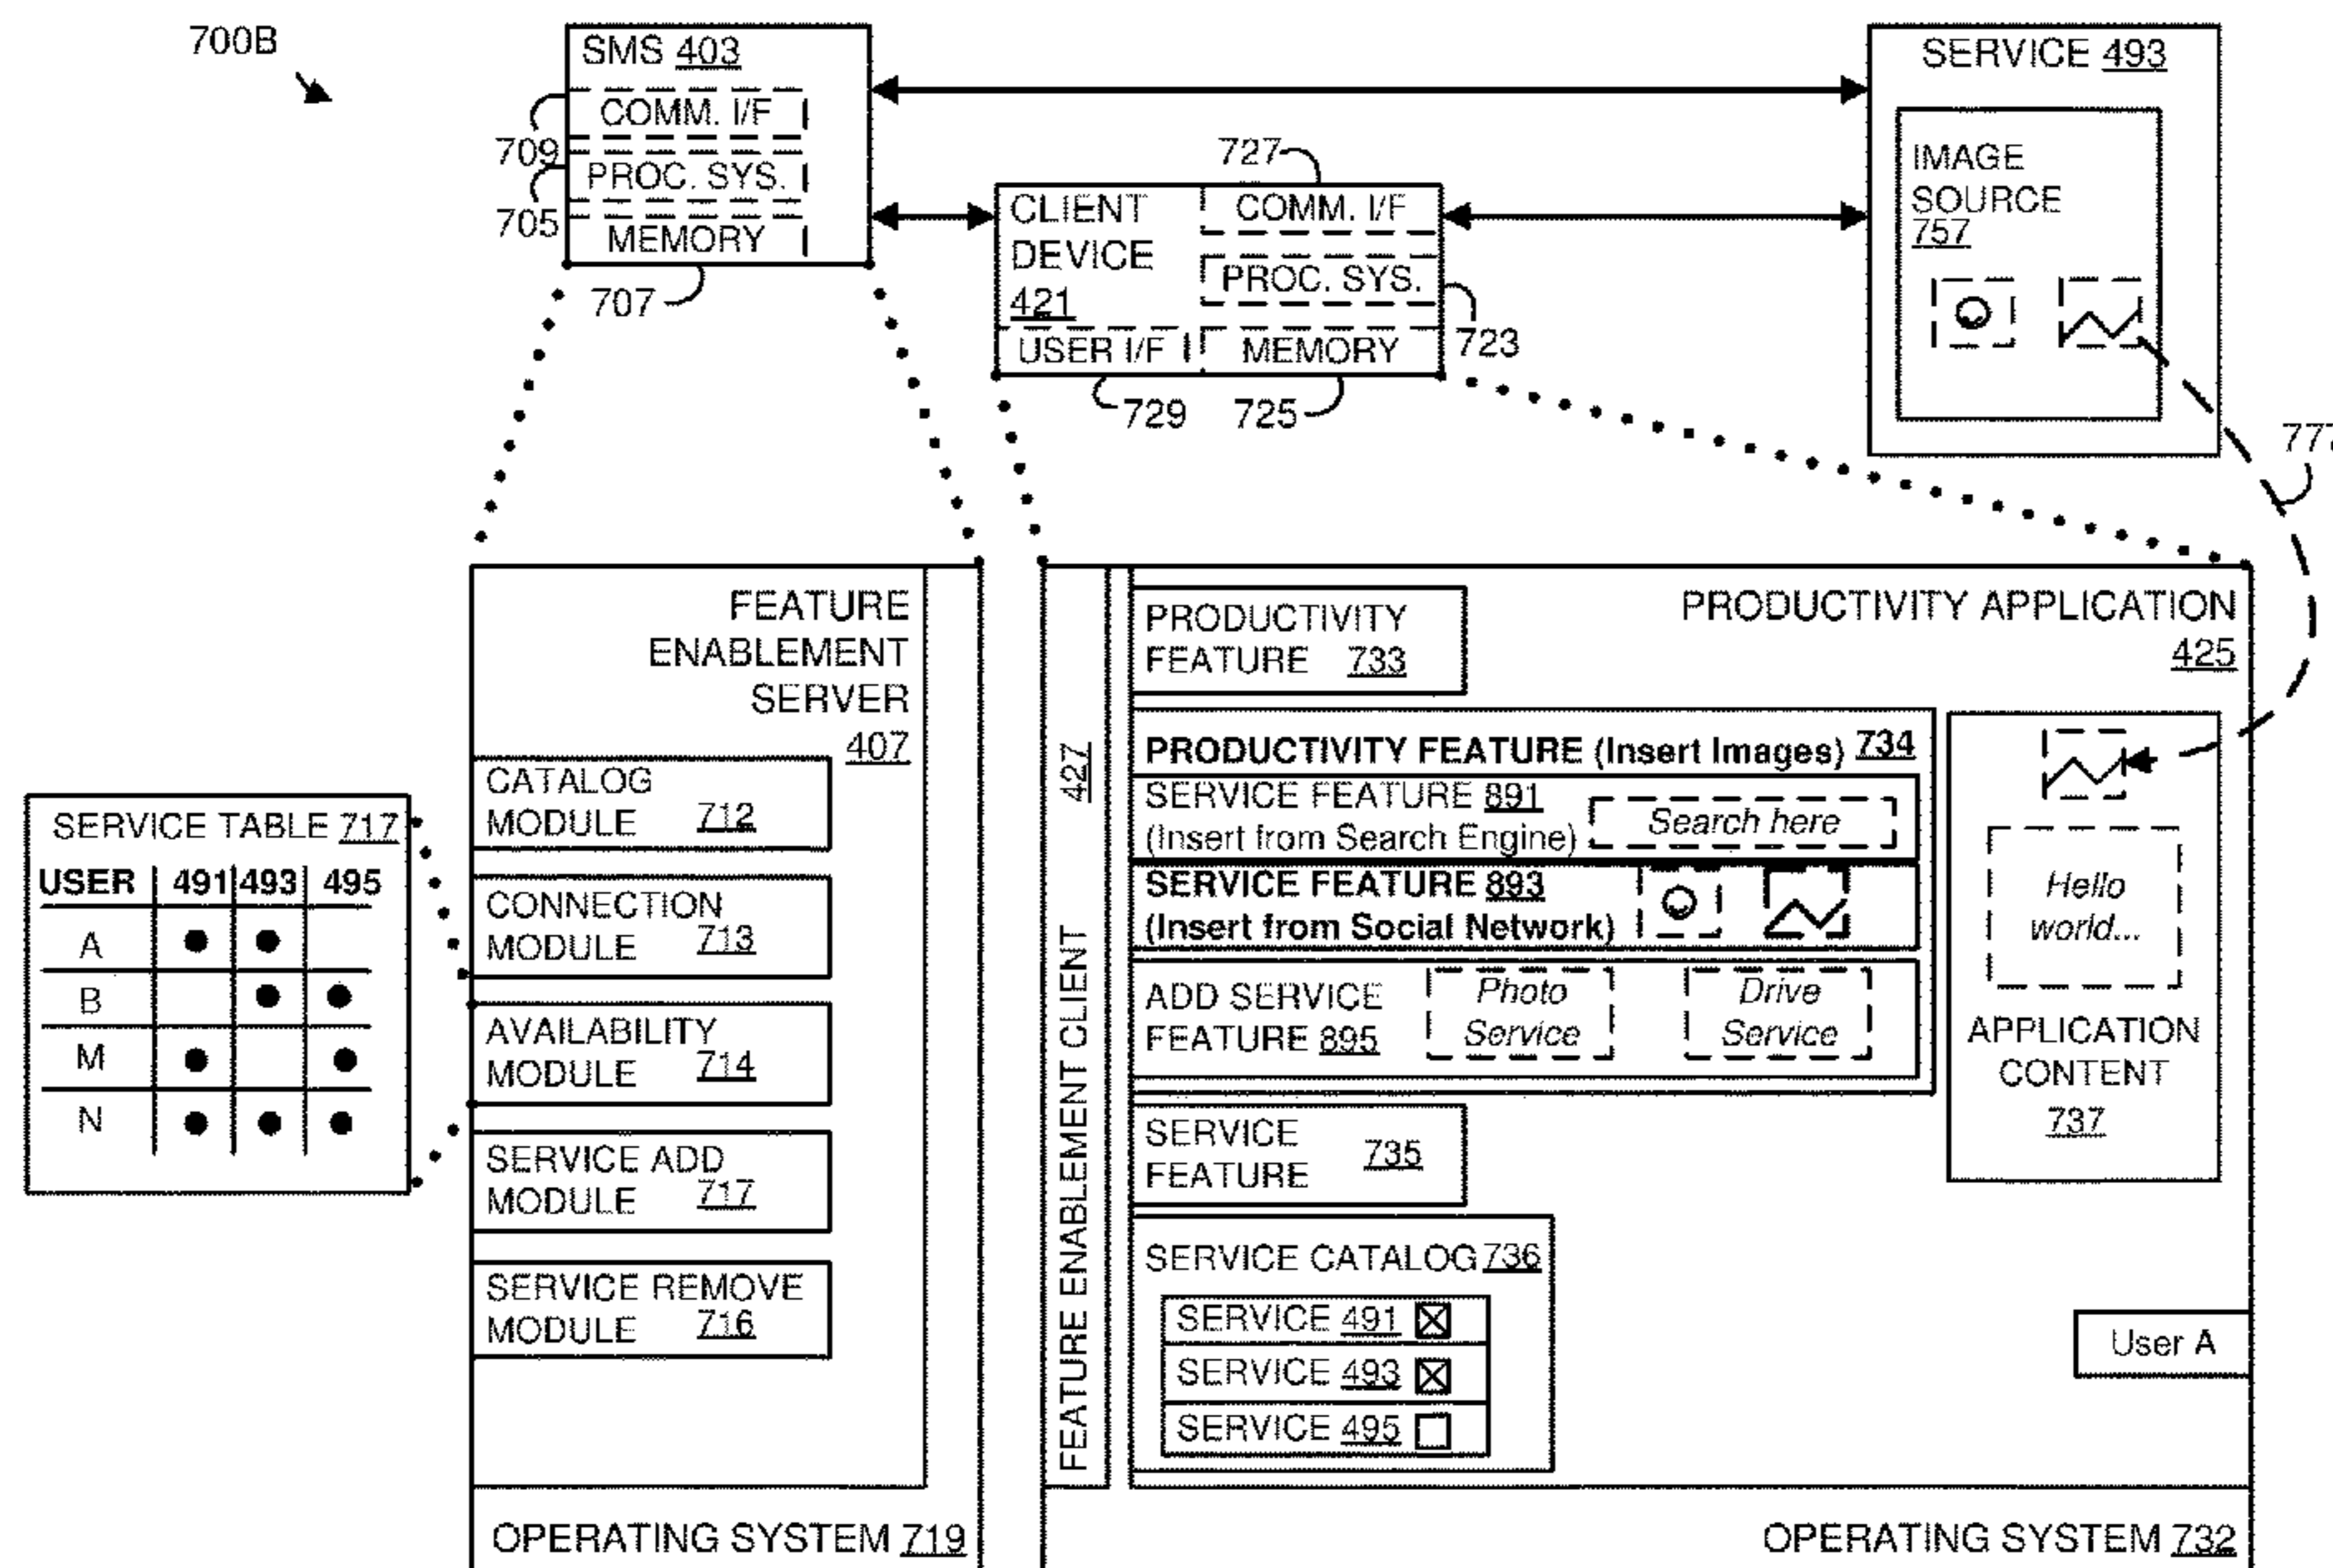 700B
SMS 403
COMM. I/F
709
PROC. SYS.
705
MEMORY
707
727
CLIENT
DEVICE
421
COMM. I/F
PROC. SYS.
723
USER I/F
MEMORY
729
725
SERVICE 493
IMAGE
SOURCE
757
FEATURE
ENABLEMENT
SERVER
407
CATALOG
MODULE 712
CONNECTION
MODULE 713
AVAILABILITY
MODULE 714
SERVICE ADD
MODULE 717
SERVICE REMOVE
MODULE 716
OPERATING SYSTEM 719
SERVICE TABLE 717
USER 491 493 495
A
B
M
N
FEATURE ENABLEMENT CLIENT 427
PRODUCTIVITY APPLICATION
425
PRODUCTIVITY
FEATURE 733
PRODUCTIVITY FEATURE (Insert Images) 734
SERVICE FEATURE 891
(Insert from Search Engine)
Search here
SERVICE FEATURE 893
(Insert from Social Network)
ADD SERVICE
FEATURE 895
Photo
Service
Drive
Service
SERVICE
FEATURE 735
SERVICE CATALOG 736
SERVICE 491
SERVICE 493
SERVICE 495
Hello
world...
APPLICATION
CONTENT
737
User A
OPERATING SYSTEM 732